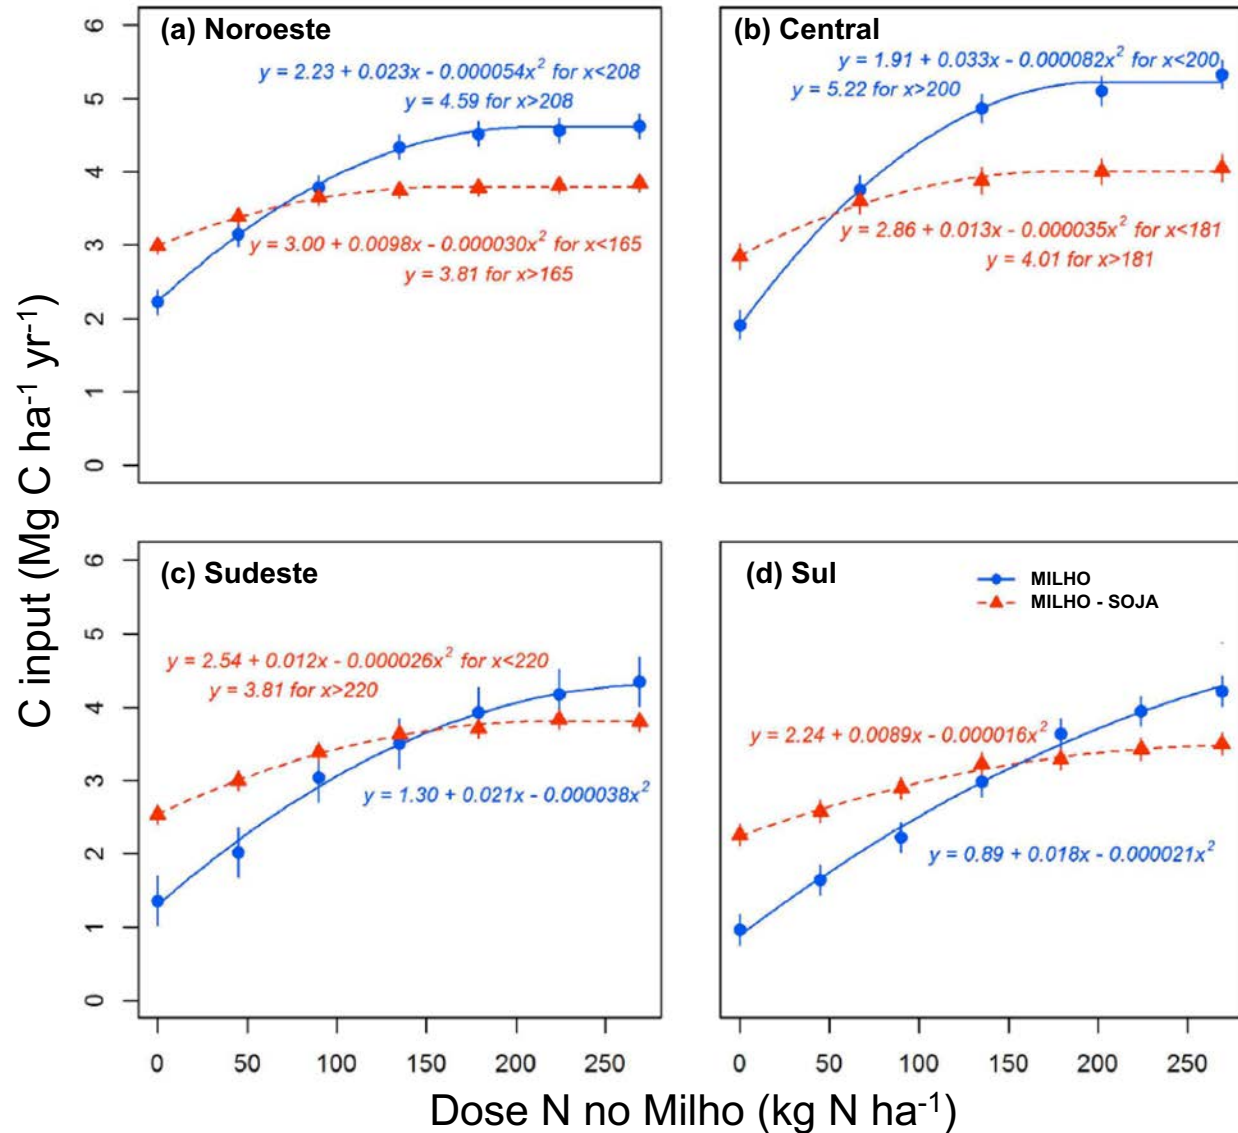 C input (Mg C ha⁻¹ yr⁻¹)
(a) Noroeste
y = 2.23 + 0.023x - 0.000054x² for x<208
y = 4.59 for x>208
y = 3.00 + 0.0098x - 0.000030x² for x<165
y = 3.81 for x>165
6
5
4
3
2
1
0
(b) Central
y = 1.91 + 0.033x - 0.000082x² for x<200
y = 5.22 for x>200
y = 2.86 + 0.013x - 0.000035x² for x<181
y = 4.01 for x>181
(c) Sudeste
y = 2.54 + 0.012x - 0.000026x² for x<220
y = 3.81 for x>220
y = 1.30 + 0.021x - 0.000038x²
6
5
4
3
2
1
0
0 50 100 150 200 250
(d) Sul
MILHO
MILHO - SOJA
y = 2.24 + 0.0089x - 0.000016x²
y = 0.89 + 0.018x - 0.000021x²
0 50 100 150 200 250
Dose N no Milho (kg N ha⁻¹)